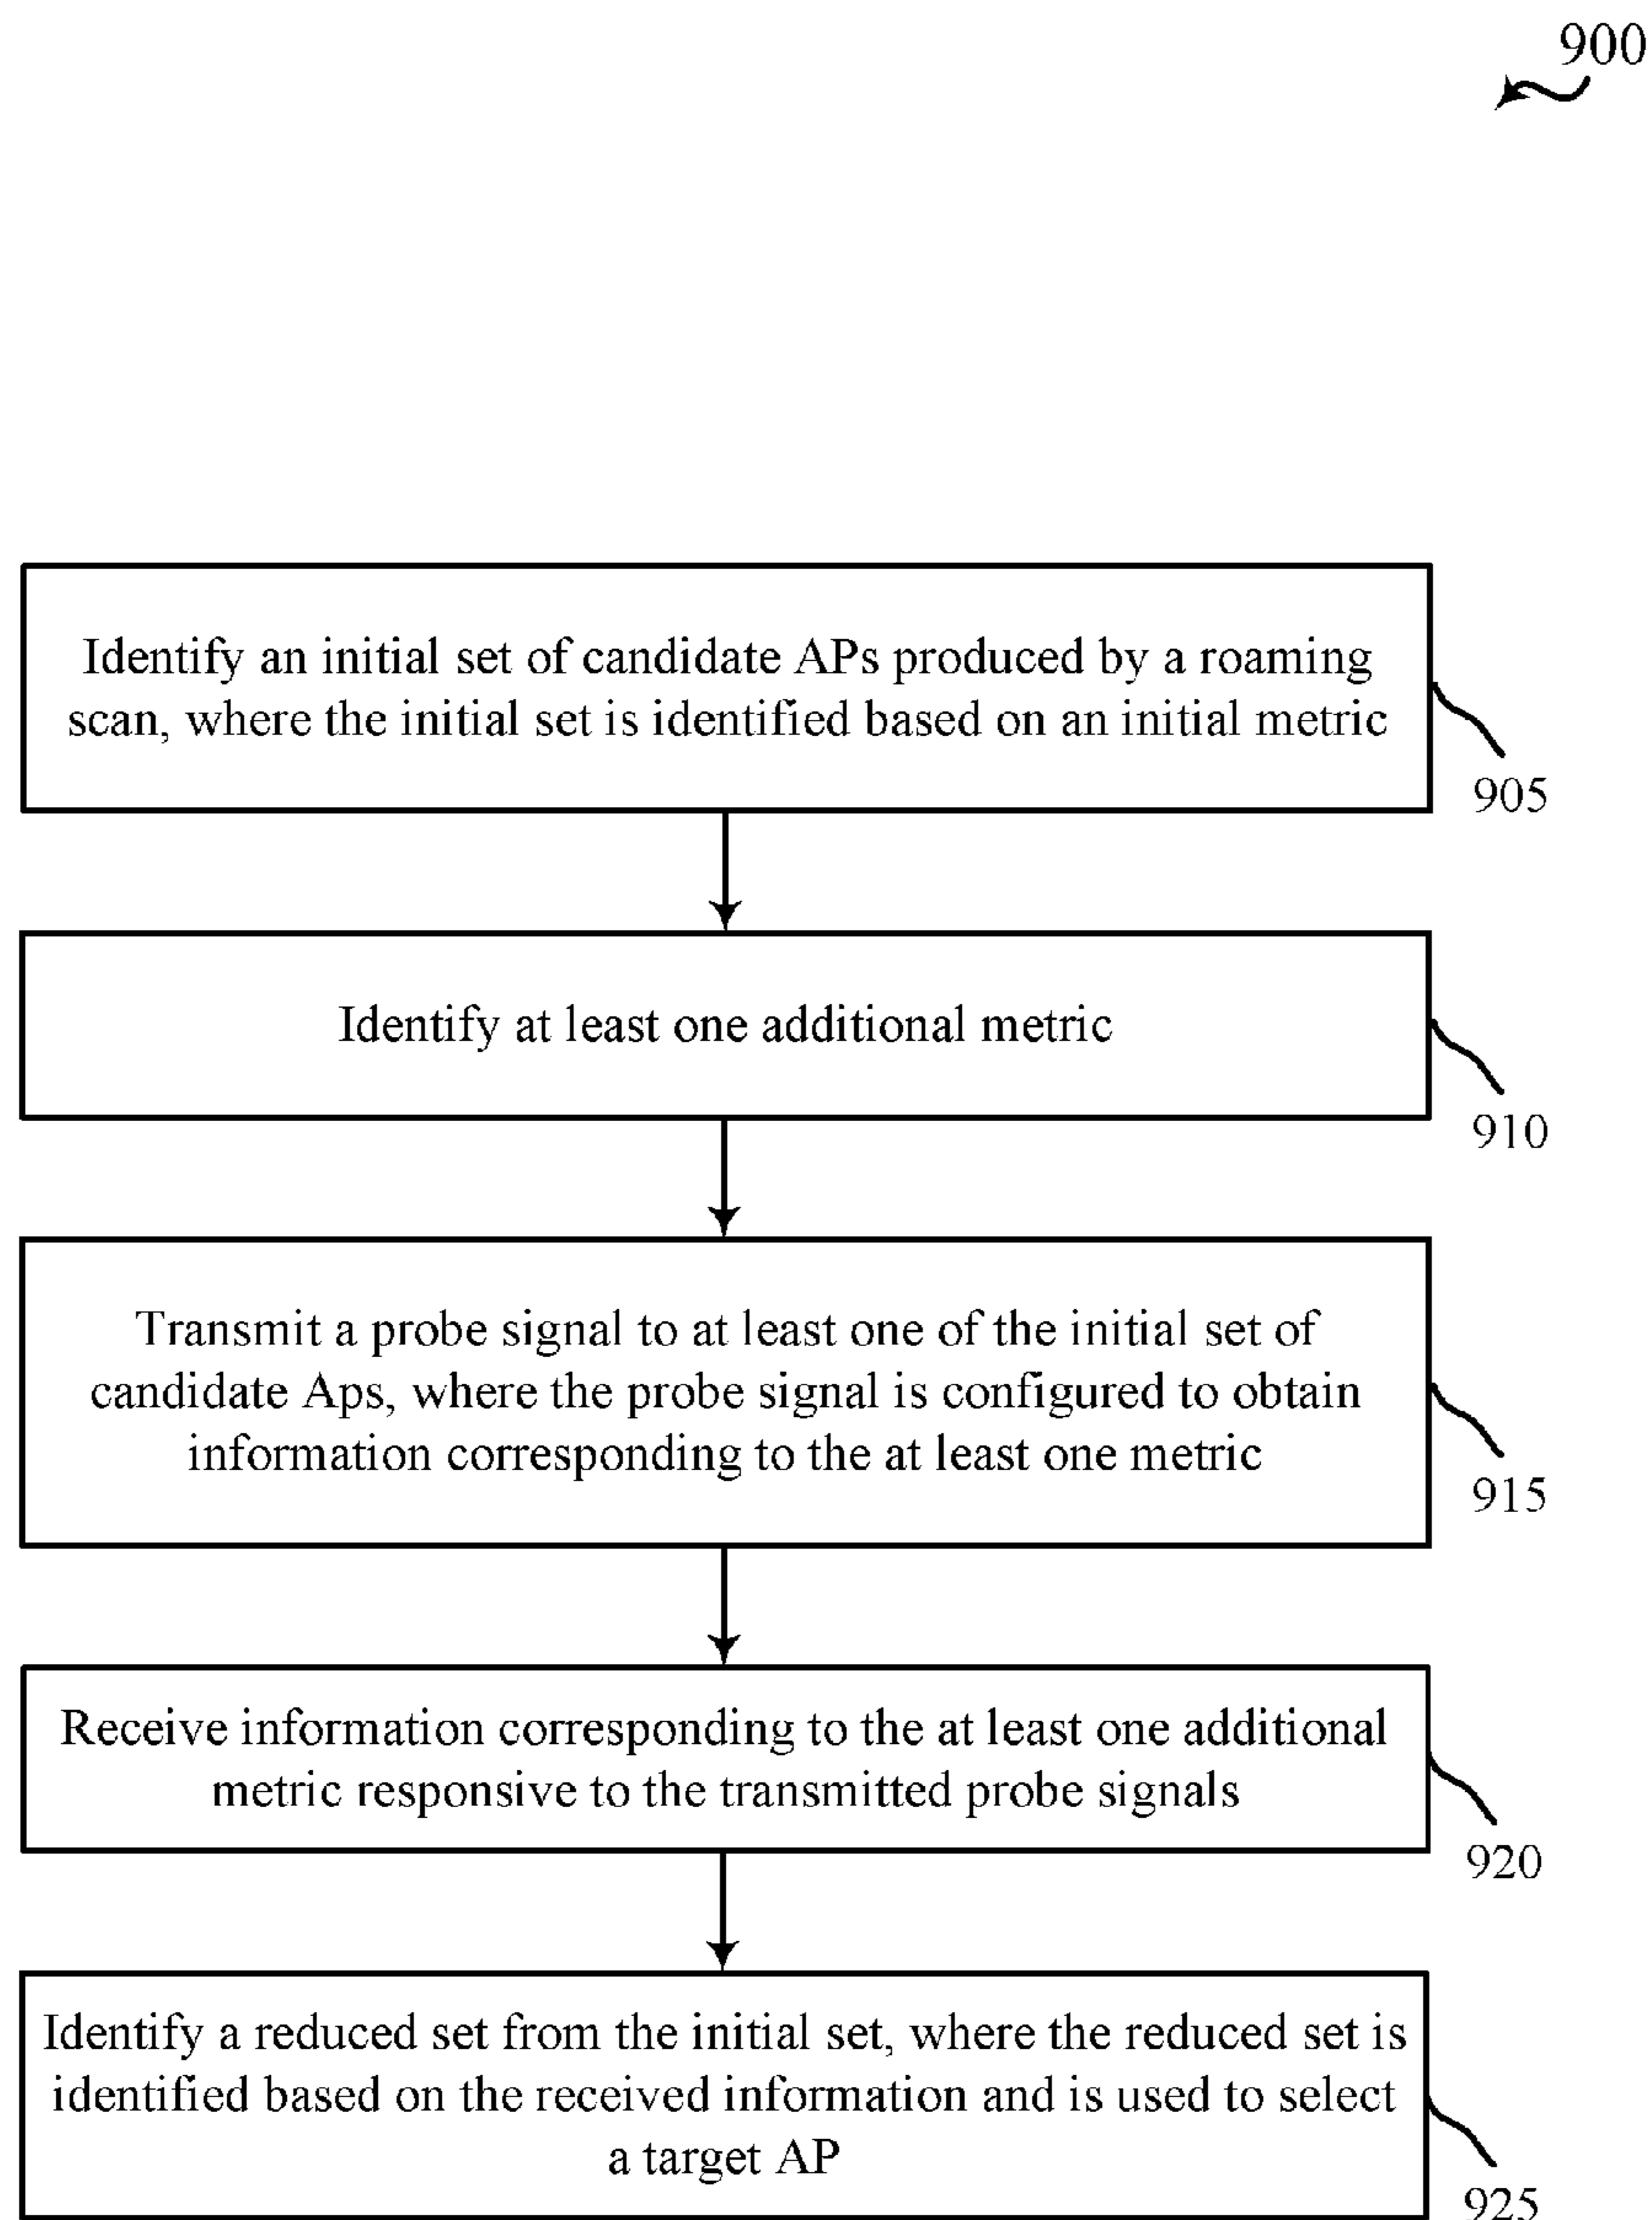 900
Identify an initial set of candidate APs produced by a roaming
scan, where the initial set is identified based on an initial metric
905
Identify at least one additional metric
910
Transmit a probe signal to at least one of the initial set of
candidate Aps, where the probe signal is configured to obtain
information corresponding to the at least one metric
915
Receive information corresponding to the at least one additional
metric responsive to the transmitted probe signals
920
Identify a reduced set from the initial set, where the reduced set is
identified based on the received information and is used to select
a target AP
925